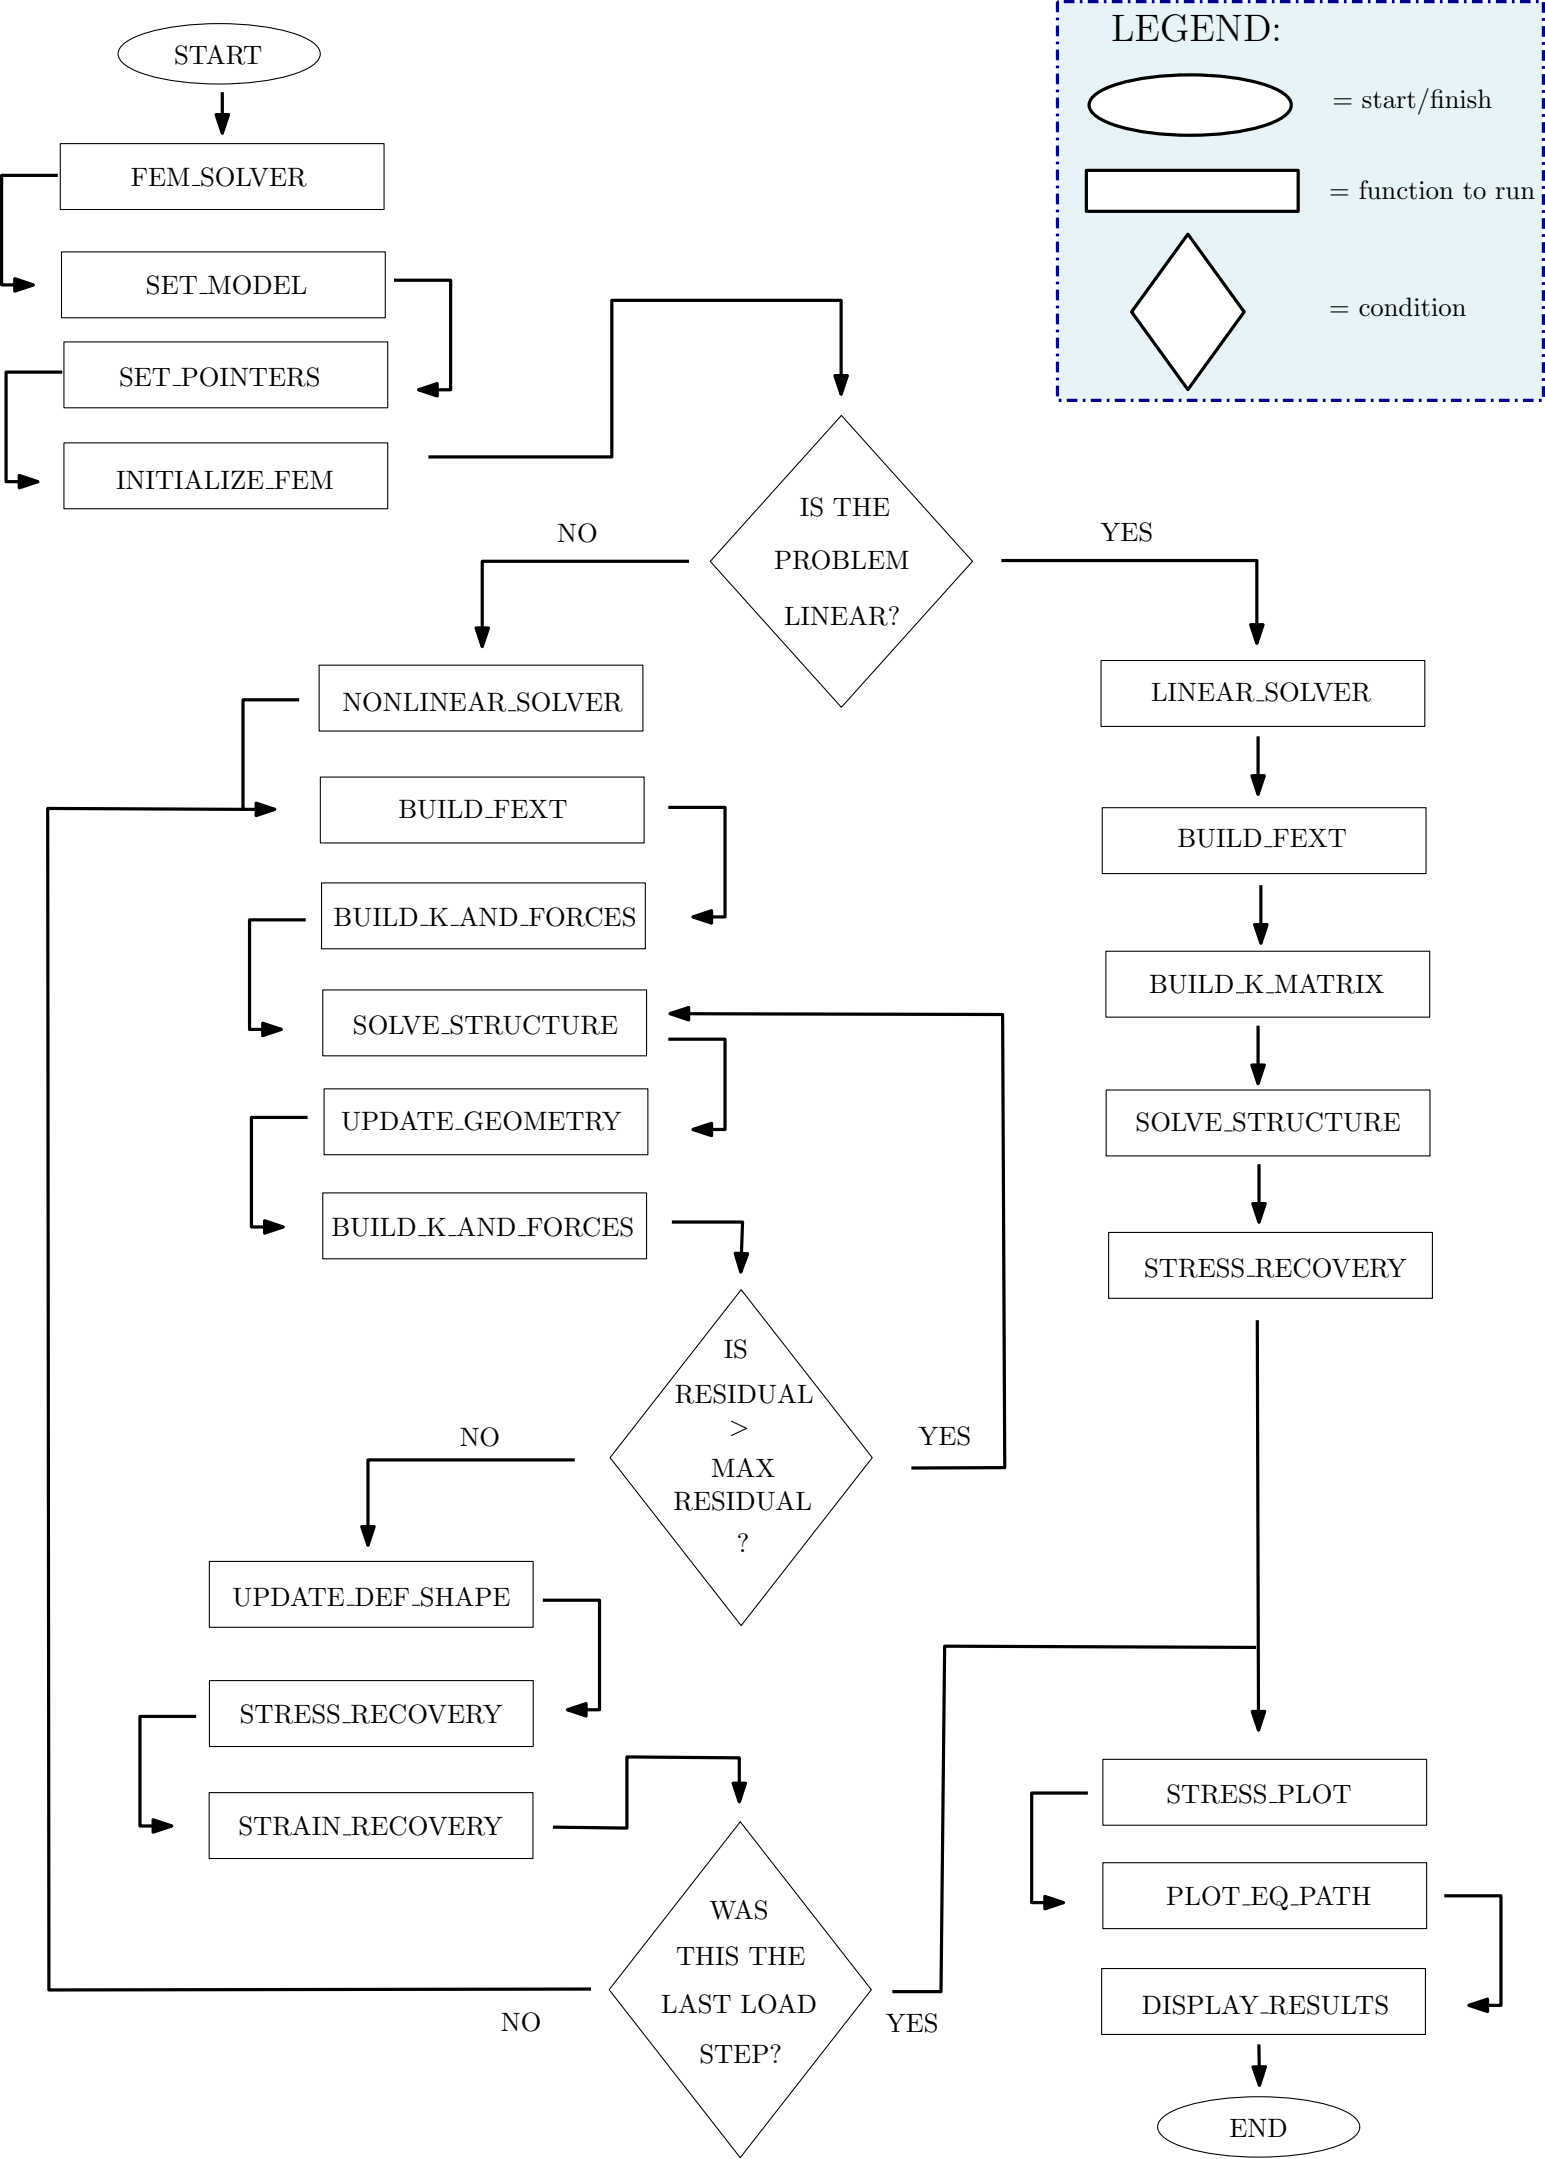 START
FEM_SOLVER
SET_MODEL
SET_POINTERS
INITIALIZE_FEM
LEGEND:
= start/finish
= function to run
= condition
IS THE
PROBLEM
LINEAR?
NO
YES
NONLINEAR_SOLVER
BUILD_FEXT
BUILD_K_AND_FORCES
SOLVE_STRUCTURE
UPDATE_GEOMETRY
BUILD_K_AND_FORCES
LINEAR_SOLVER
BUILD_FEXT
BUILD_K_MATRIX
SOLVE_STRUCTURE
STRESS_RECOVERY
IS
RESIDUAL
>
MAX
RESIDUAL
?
NO
YES
UPDATE_DEF_SHAPE
STRESS_RECOVERY
STRAIN_RECOVERY
WAS
THIS THE
LAST LOAD
STEP?
NO
YES
STRESS_PLOT
PLOT_EQ_PATH
DISPLAY_RESULTS
END